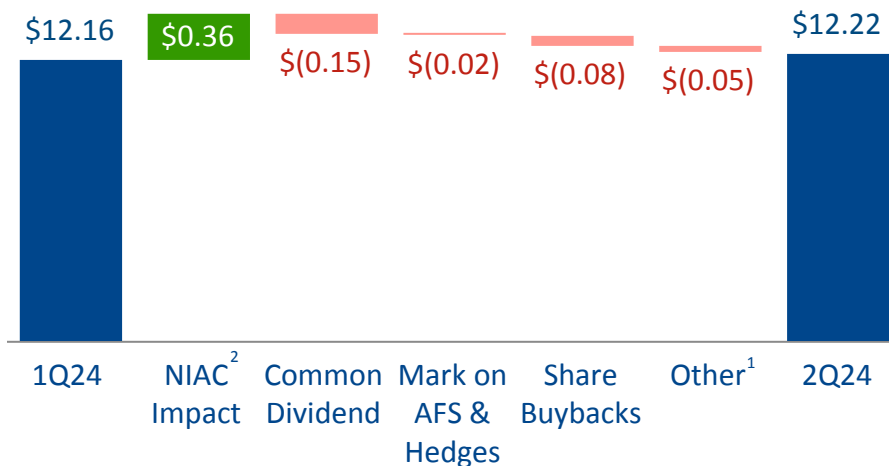 $12.16
$0.36
$(0.15)
$(0.02)
$(0.08)
$(0.05)
$12.22
1Q24
NIAC2
Impact
Common
Dividend
Mark on
AFS &
Hedges
Share
Buybacks
Other1
2Q24